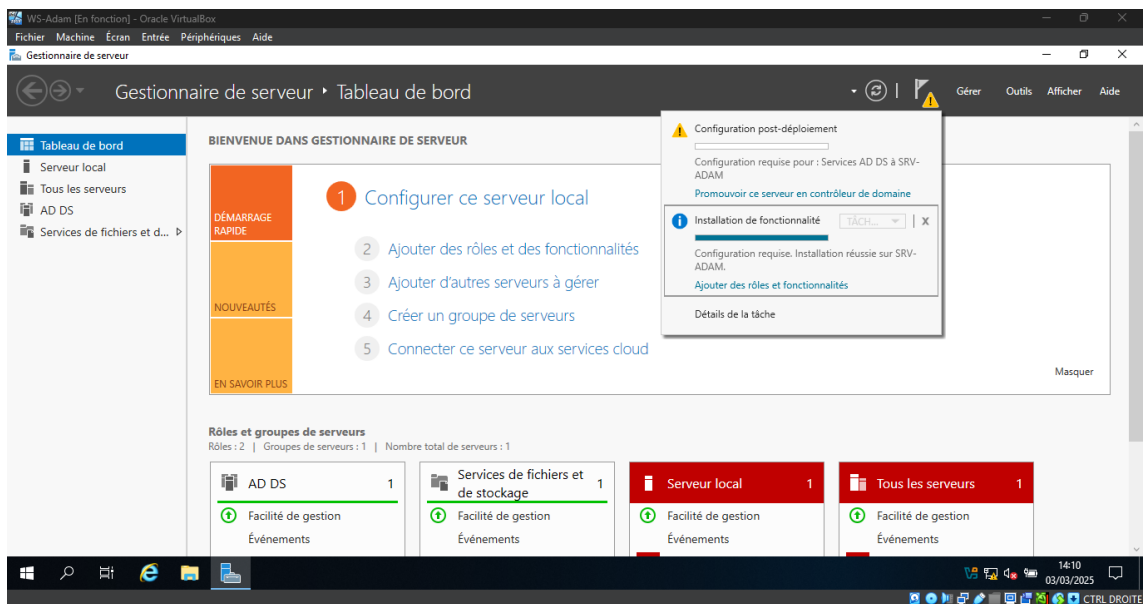 WS-Adam [En fonction] - Oracle VirtualBox
Fichier Machine Écran Entrée Périphériques Aide
Gestionnaire de serveur
Gestionnaire de serveur ‣ Tableau de bord
Gérer Outils Afficher Aide
Tableau de bord
Serveur local
Tous les serveurs
AD DS
Services de fichiers et d...
BIENVENUE DANS GESTIONNAIRE DE SERVEUR
DÉMARRAGE
RAPIDE
NOUVEAUTÉS
EN SAVOIR PLUS
1 Configurer ce serveur local
2 Ajouter des rôles et des fonctionnalités
3 Ajouter d'autres serveurs à gérer
4 Créer un groupe de serveurs
5 Connecter ce serveur aux services cloud
Masquer
Configuration post-déploiement
Configuration requise pour : Services AD DS à SRV-
ADAM
Promouvoir ce serveur en contrôleur de domaine
Installation de fonctionnalité TÂCH... x
Configuration requise. Installation réussie sur SRV-
ADAM.
Ajouter des rôles et fonctionnalités
Détails de la tâche
Rôles et groupes de serveurs
Rôles : 2 | Groupes de serveurs : 1 | Nombre total de serveurs : 1
AD DS 1
Facilité de gestion
Événements
Services de fichiers et
de stockage 1
Facilité de gestion
Événements
Serveur local 1
Facilité de gestion
Événements
Tous les serveurs 1
Facilité de gestion
Événements
14:10
03/03/2025
CTRL DROITE